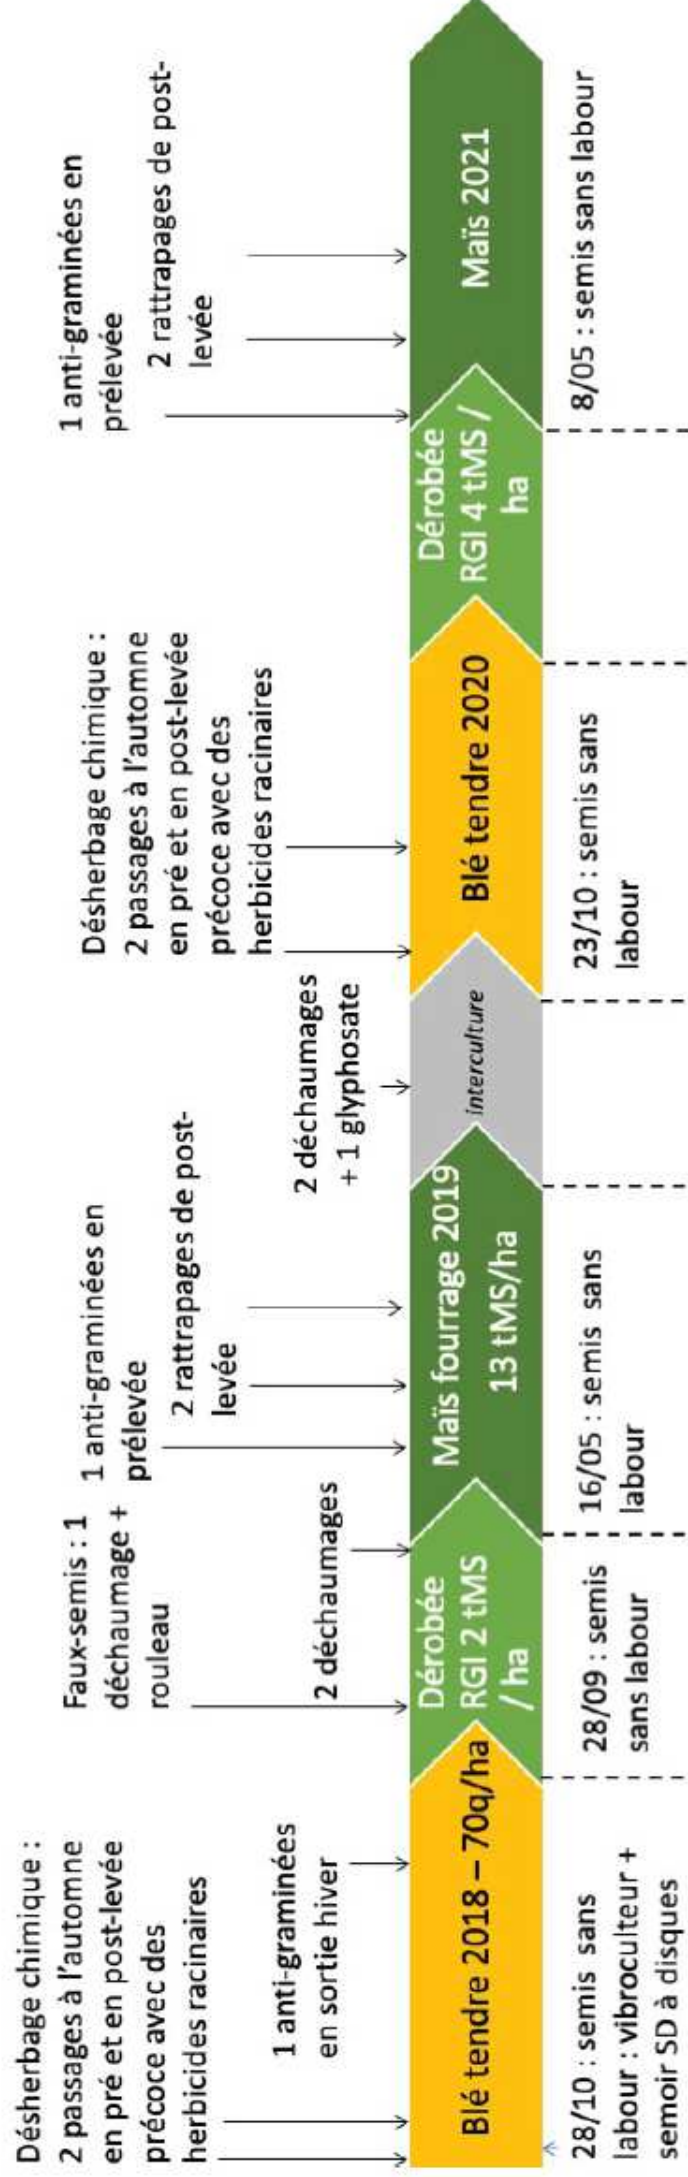 Désherbage chimique :
2 passages à l'automne
en pré et en post-levée
précoce avec des
herbicides racinaires
1 anti-graminées
en sortie hiver
Faux-semis : 1
déchaumage +
rouleau
2 déchaumages
1 anti-graminées en
prélevée
2 rattrapages de post-
levée
2 déchaumages
+ 1 glyphosate
Désherbage chimique :
2 passages à l'automne
en pré et en post-levée
précoce avec des
herbicides racinaires
1 anti-graminées en
prélevée
2 rattrapages de post-
levée
Blé tendre 2018 – 70q/ha
Dérobée
RGI 2 tMS
/ ha
Maïs fourrage 2019
13 tMS/ha
interculture
Blé tendre 2020
Dérobée
RGI 4 tMS /
ha
Maïs 2021
28/10 : semis sans
labour : vibroculteur +
semoir SD à disques
28/09 : semis
sans labour
16/05 : semis sans
labour
23/10 : semis sans
labour
8/05 : semis sans labour